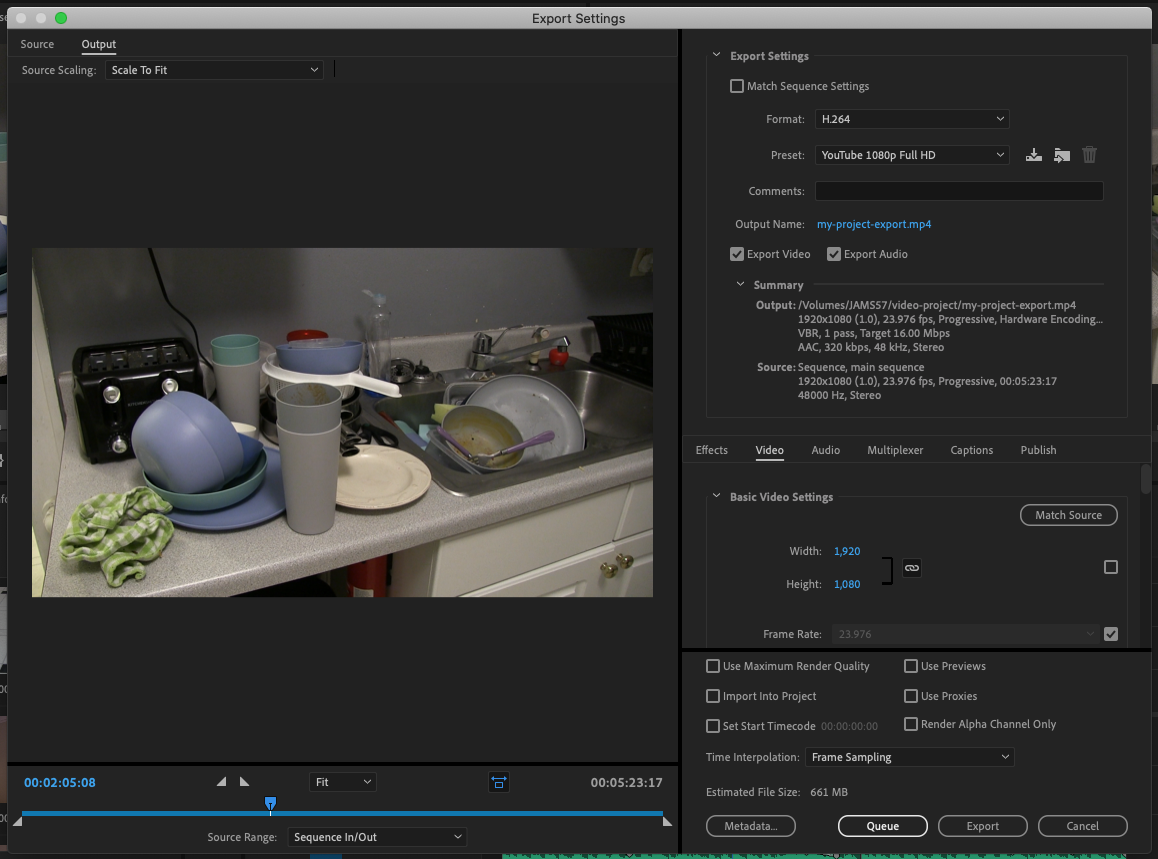 Export Settings
Source Output
Source Scaling: Scale To Fit
Export Settings
Match Sequence Settings
Format: H.264
Preset: YouTube 1080p Full HD
Comments:
Output Name: my-project-export.mp4
Export Video Export Audio
Summary
Output: /Volumes/JAMS57/video-project/my-project-export.mp4
1920x1080 (1.0), 23.976 fps, Progressive, Hardware Encoding...
VBR, 1 pass, Target 16.00 Mbps
AAC, 320 kbps, 48 kHz, Stereo
Source: Sequence, main sequence
1920x1080 (1.0), 23.976 fps, Progressive, 00:05:23:17
48000 Hz, Stereo
Effects Video Audio Multiplexer Captions Publish
Basic Video Settings
Match Source
Width: 1,920
Height: 1,080
Frame Rate: 23.976
Use Maximum Render Quality Use Previews
Import Into Project Use Proxies
Set Start Timecode 00:00:00:00 Render Alpha Channel Only
Time Interpolation: Frame Sampling
Estimated File Size: 661 MB
Metadata... Queue Export Cancel
00:02:05:08 Fit 00:05:23:17
Source Range: Sequence In/Out